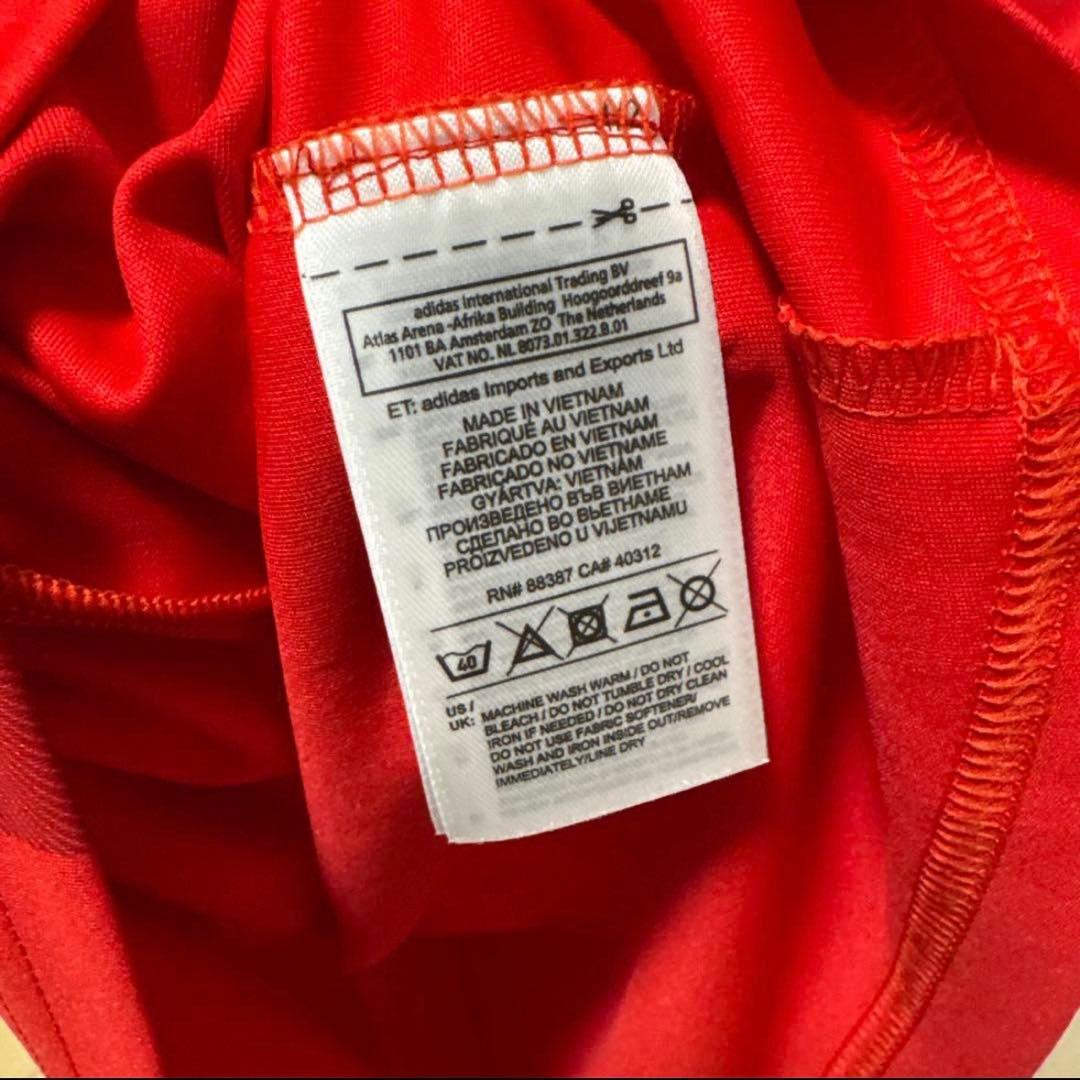 adidas International Trading BV
Atlas Arena -Afrika Building Hoogoorddreef 9a
1101 BA Amsterdam ZO The Netherlands
VAT NO. NL 8073.01.322.B.01
ET: adidas Imports and Exports Ltd
MADE IN VIETNAM
FABRIQUÉ AU VIETNAM
FABRICADO EN VIETNAM
FABRICADO NO VIETNAME
GYÁRTVA: VIETNÁM
ПРОИЗВЕДЕНО ВЪВ ВИЕТНАМ
СДЕЛАНО ВО ВЬЕТНАМЕ
PROIZVEDENO U VIJETNAMU
RN# 88387 CA# 40312
40
US / UK: MACHINE WASH WARM / DO NOT
BLEACH / DO NOT TUMBLE DRY / COOL
IRON IF NEEDED / DO NOT DRY CLEAN
DO NOT USE FABRIC SOFTENER/
WASH AND IRON INSIDE OUT/REMOVE
IMMEDIATELY/LINE DRY